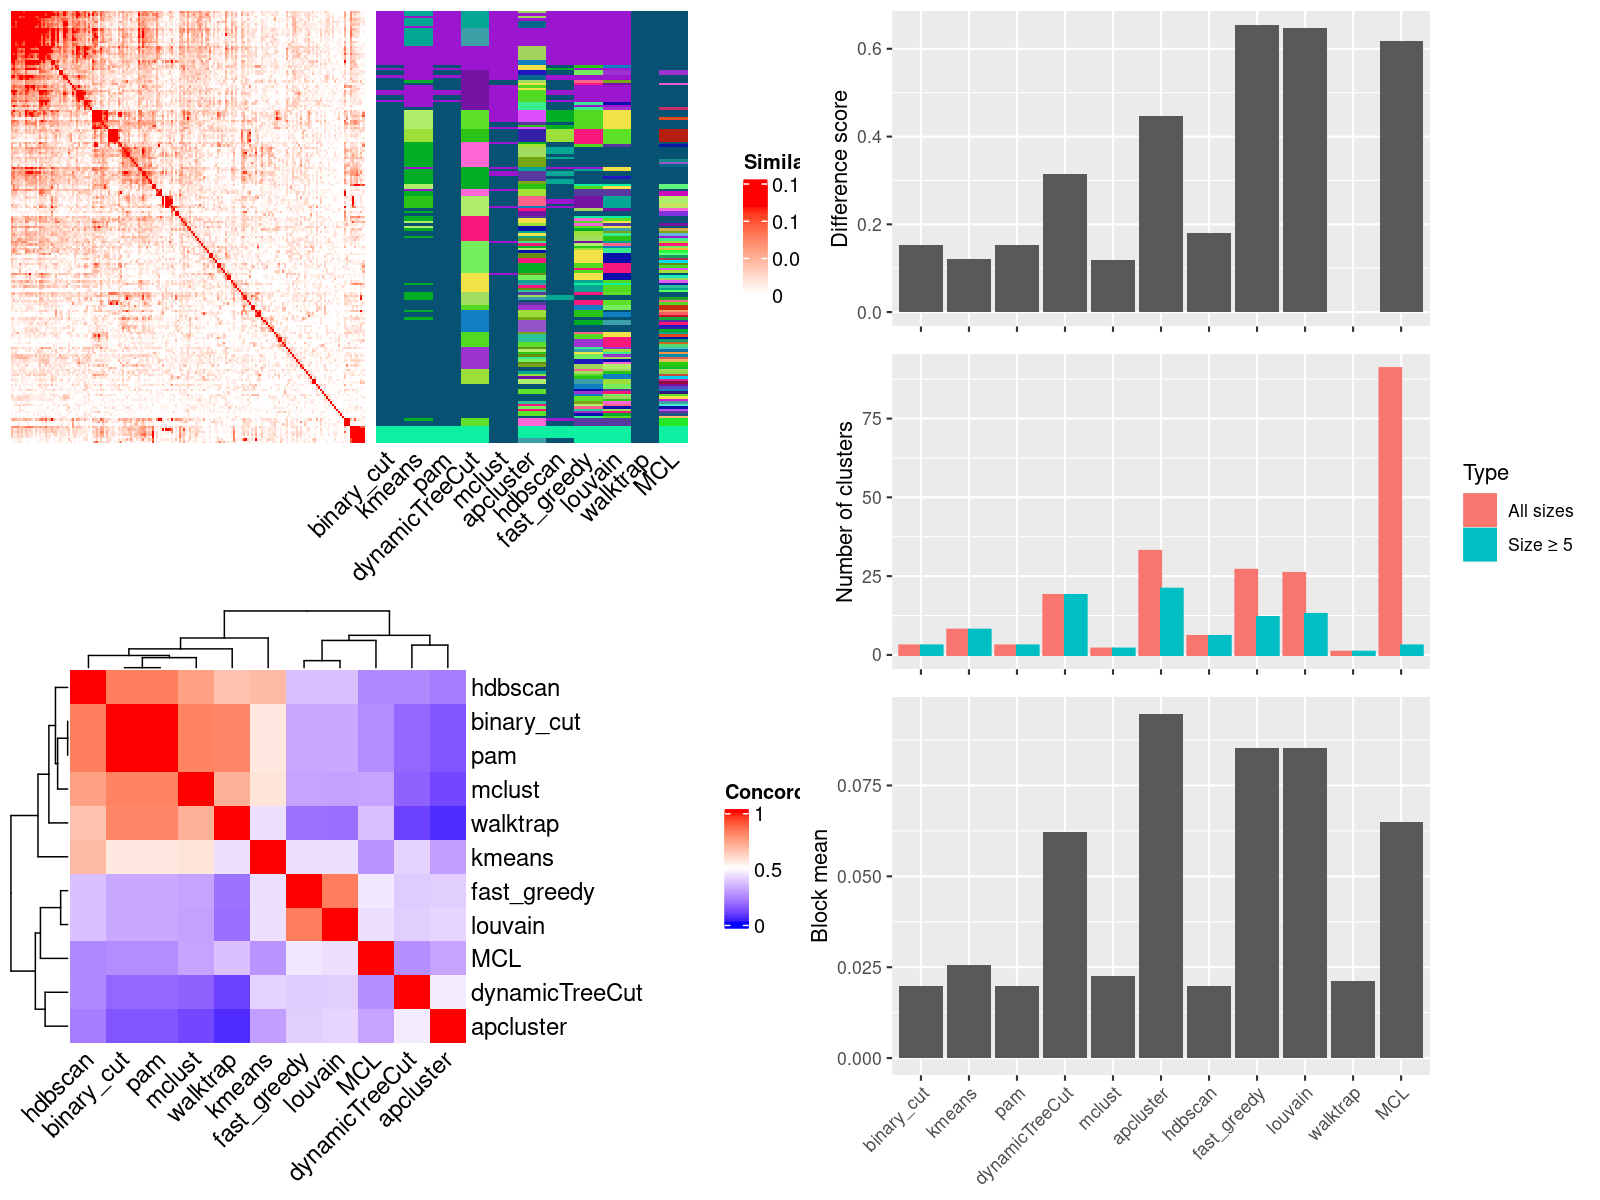 Simila
0.1
0.1
0.0
0
binary_cut
kmeans
pam
dynamicTreeCut
mclust
apcluster
hdbscan
fast_greedy
louvain
walktrap
MCL
hdbscan
binary_cut
pam
mclust
walktrap
kmeans
fast_greedy
louvain
MCL
dynamicTreeCut
apcluster
hdbscan
binary_cut
pam
mclust
walktrap
kmeans
fast_greedy
louvain
MCL
dynamicTreeCut
apcluster
Concord
1
0.5
0
Difference score
0.6
0.4
0.2
0.0
Number of clusters
75
50
25
0
Type
All sizes
Size ≥ 5
Block mean
0.075
0.050
0.025
0.000
binary_cut
kmeans
pam
dynamicTreeCut
mclust
apcluster
hdbscan
fast_greedy
louvain
walktrap
MCL